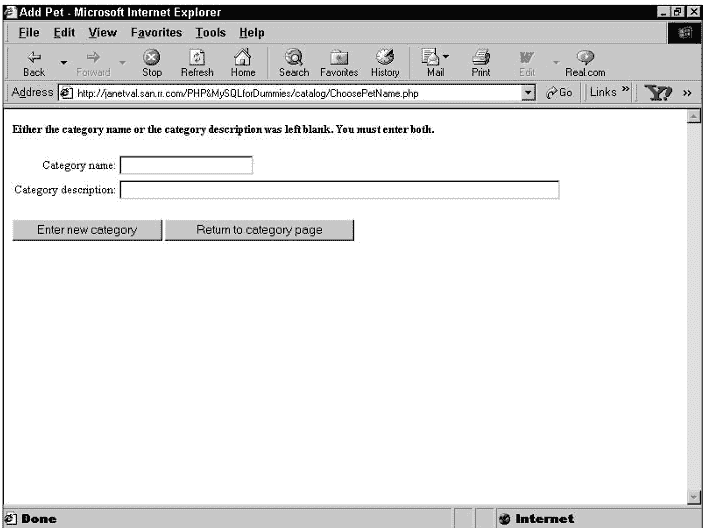 Add Pet - Microsoft Internet Explorer
File Edit View Favorites Tools Help
Back Forward Stop Refresh Home Search Favorites History Mail Print Edit Real.com
Address http://janetval.san.rr.com/PHP&MySQLforDummies/catalog/ChoosePetName.php Go Links » Y? »
Either the category name or the category description was left blank. You must enter both.
Category name:
Category description:
Enter new category Return to category page
Done Internet